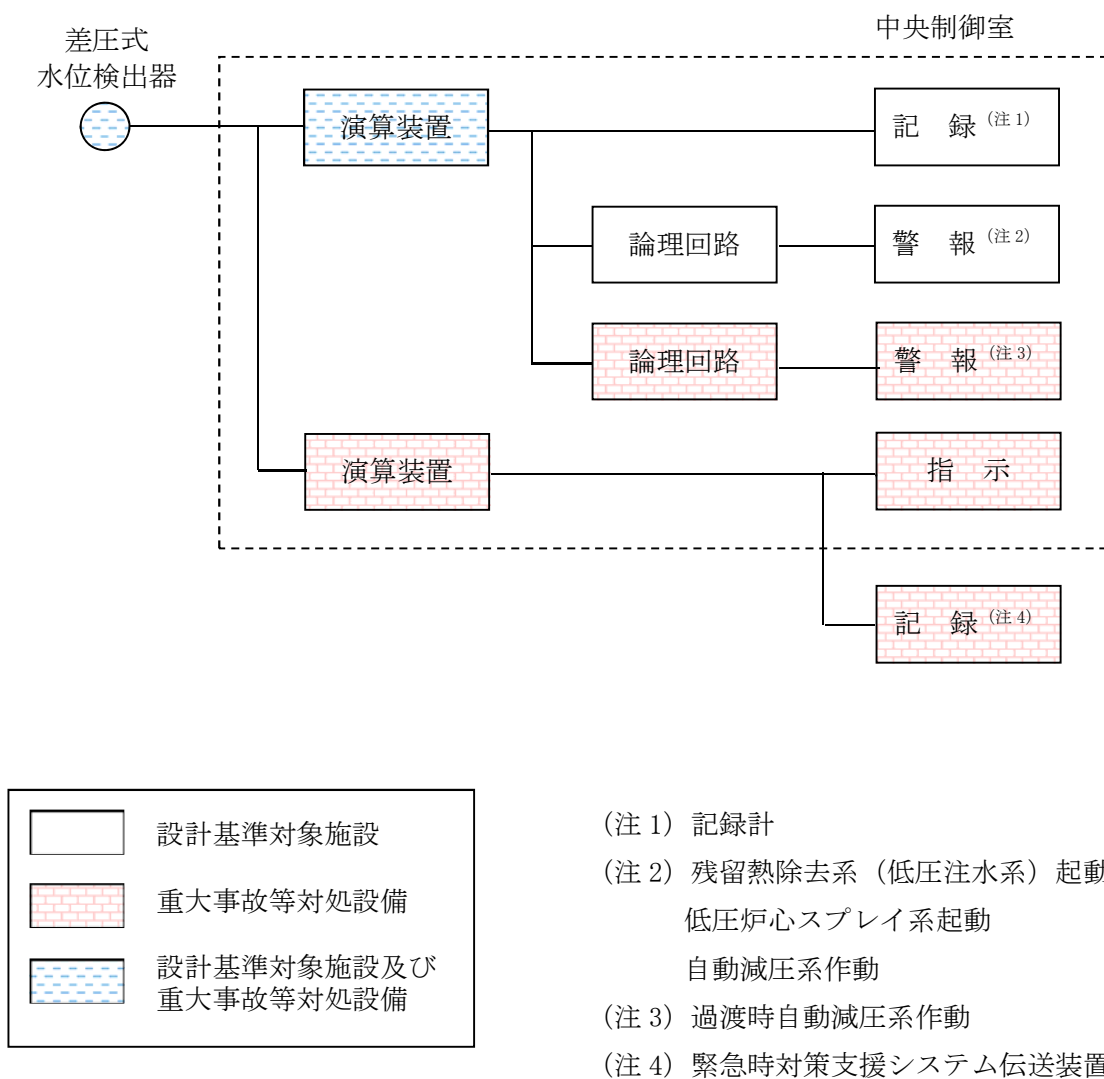 中央制御室
差圧式
水位検出器
演算装置
記　録 (注 1)
論理回路
警　報 (注 2)
論理回路
警　報 (注 3)
演算装置
指　示
記　録 (注 4)
設計基準対象施設
重大事故等対処設備
設計基準対象施設及び
重大事故等対処設備
(注 1) 記録計
(注 2) 残留熱除去系（低圧注水系）起動
低圧炉心スプレイ系起動
自動減圧系作動
(注 3) 過渡時自動減圧系作動
(注 4) 緊急時対策支援システム伝送装置